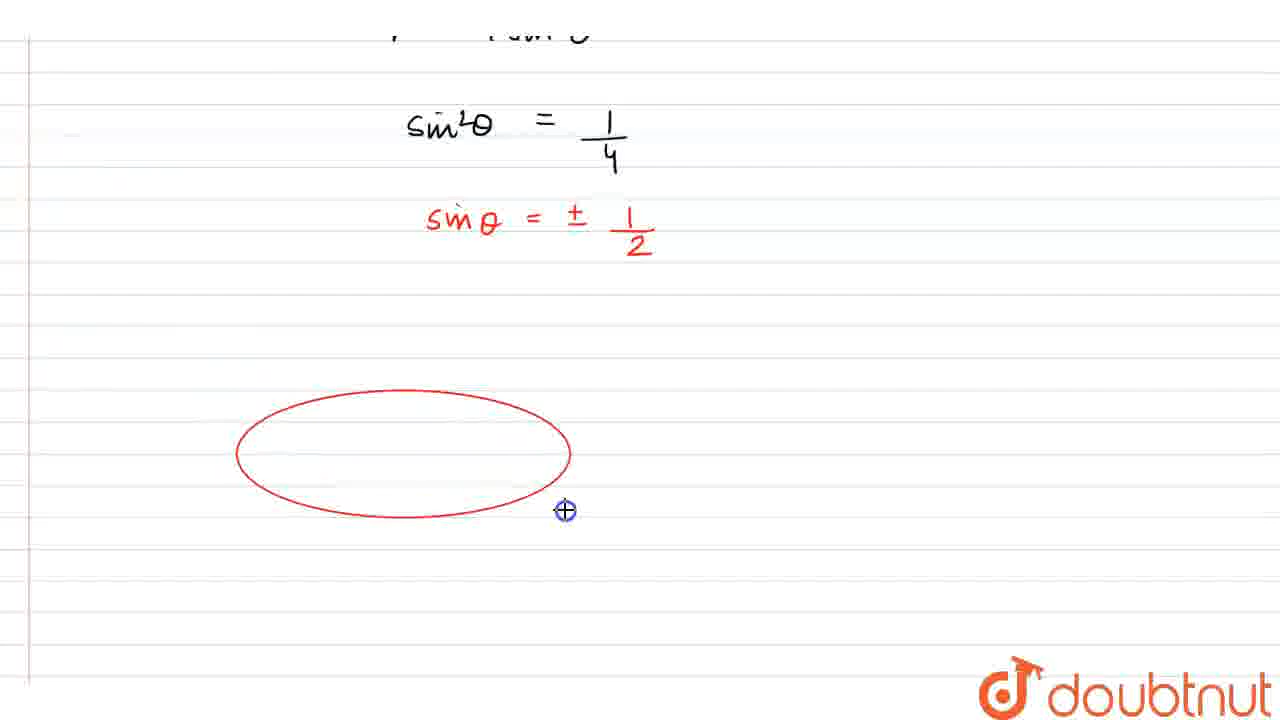 sin²θ = 1/4
sinθ = ± 1/2
doubtnut